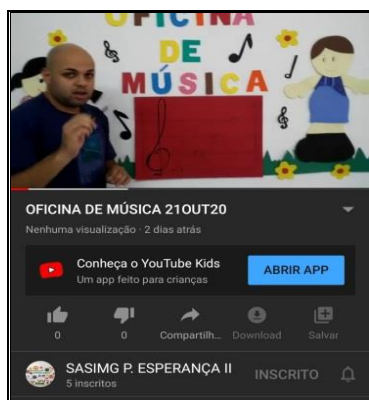 OFICINA
DE
MÚSICA
OFICINA DE MÚSICA 21OUT20
Nenhuma visualização · 2 dias atrás
Conheça o YouTube Kids
Um app feito para crianças
ABRIR APP
0
0
Compartilh...
Download
Salvar
SASIMG P. ESPERANÇA II
5 inscritos
INSCRITO